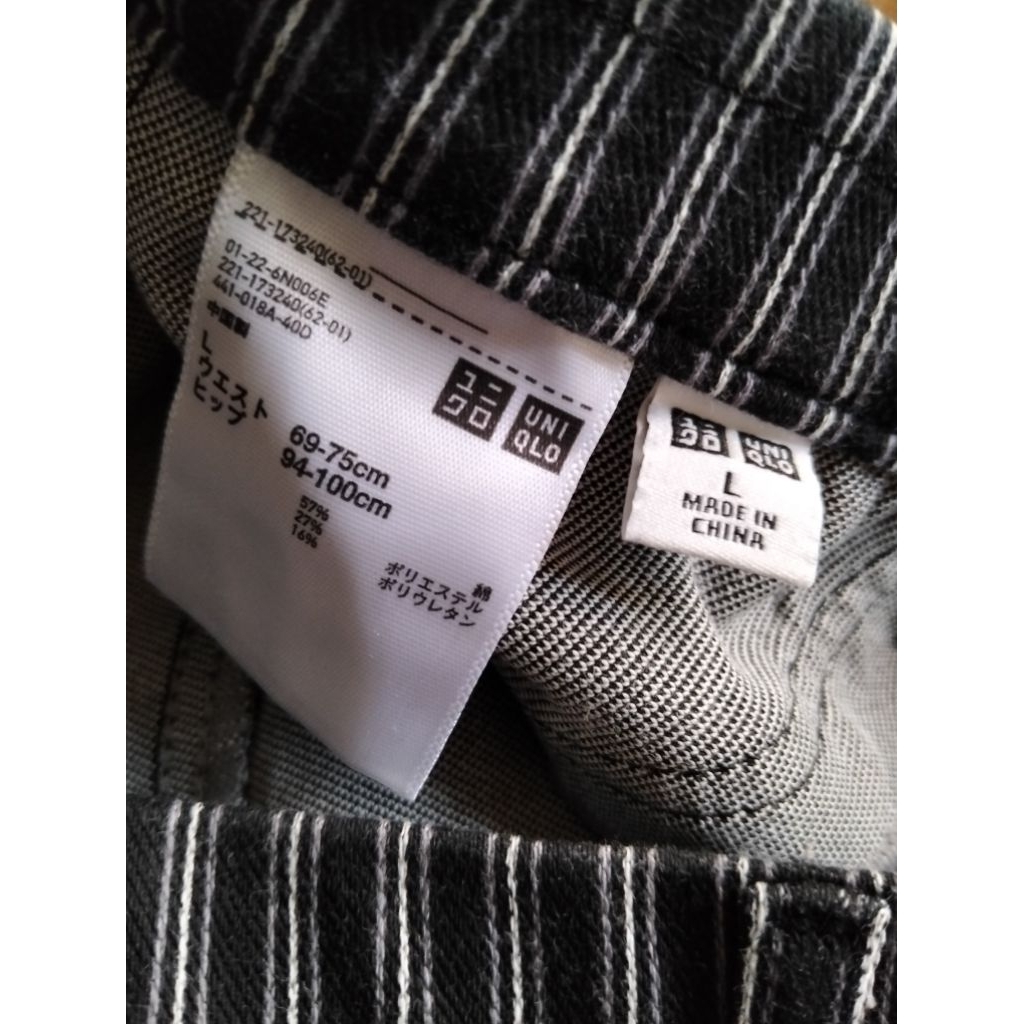 221-173240(62-01)
01-22-6N006E
221-173240(62-01)
441-018A-40D
中国製
L
ウエスト 69-75cm
ヒップ 94-100cm
ユニ
クロ
UNI
QLO
綿 57%
ポリエステル 27%
ポリウレタン 16%
ユニ
クロ
UNI
QLO
L
MADE IN
CHINA